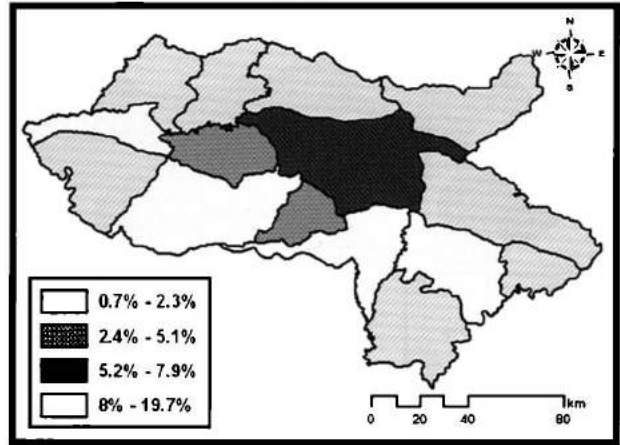 N
W E
S
0.7% - 2.3%
2.4% - 5.1%
5.2% - 7.9%
8% - 19.7%
km
0 20 40 80